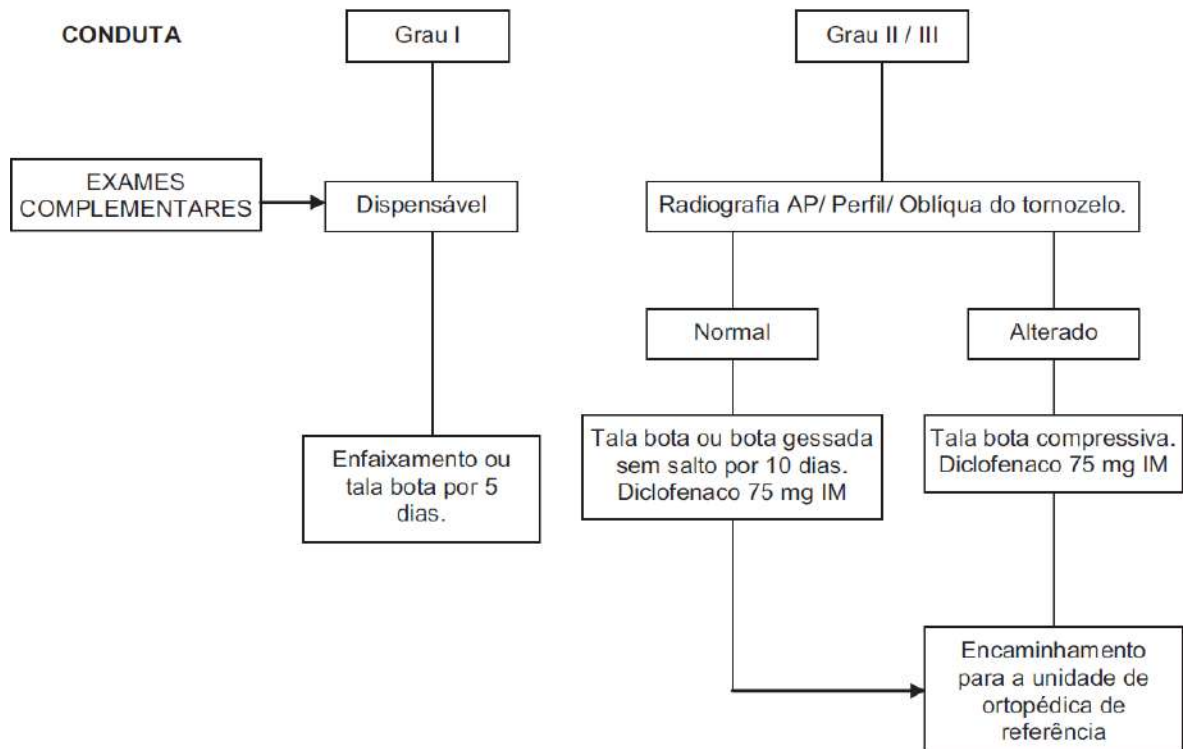 CONDUTA
Grau I
Grau II / III
EXAMES
COMPLEMENTARES
Dispensável
Radiografia AP/ Perfil/ Oblíqua do tornozelo.
Normal
Alterado
Enfaixamento ou
tala bota por 5
dias.
Tala bota ou bota gessada
sem salto por 10 dias.
Diclofenaco 75 mg IM
Tala bota compressiva.
Diclofenaco 75 mg IM
Encaminhamento
para a unidade de
ortopédica de
referência